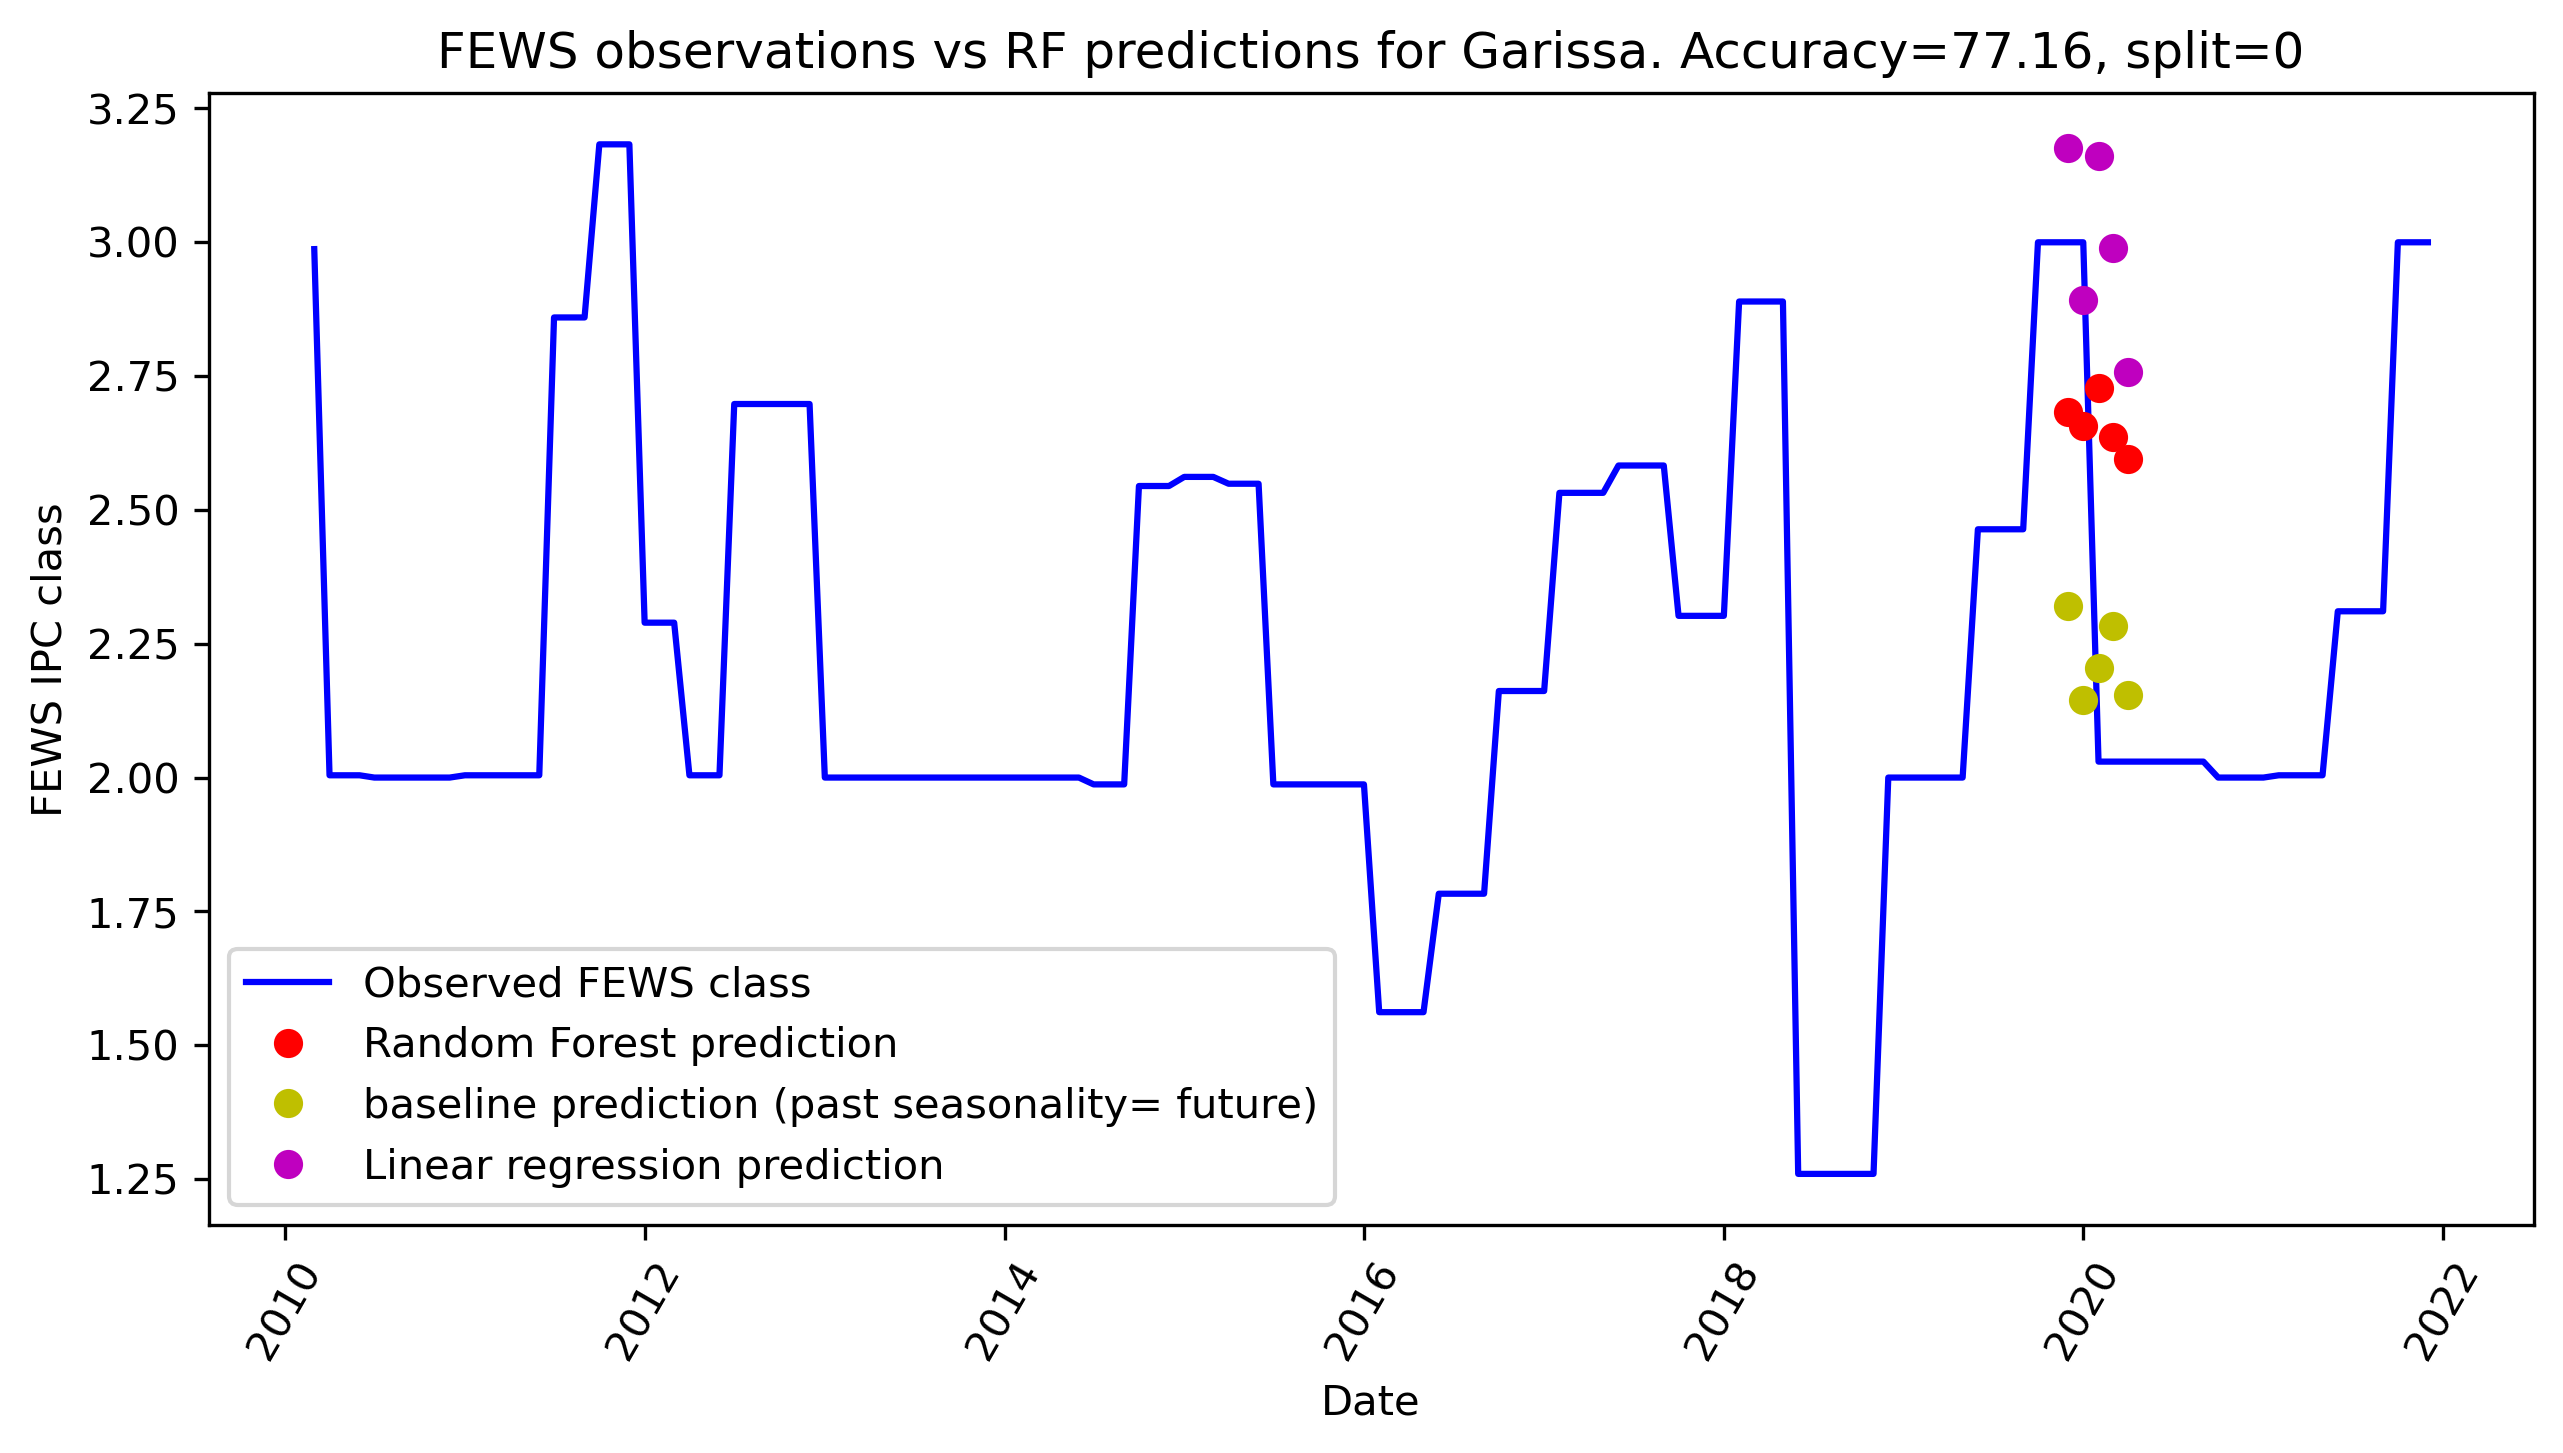 FEWS observations vs RF predictions for Garissa. Accuracy=77.16, split=0
3.25
3.00
2.75
2.50
2.25
2.00
1.75
1.50
1.25
FEWS IPC class
Observed FEWS class
Random Forest prediction
baseline prediction (past seasonality= future)
Linear regression prediction
2010
2012
2014
2016
2018
2020
2022
Date